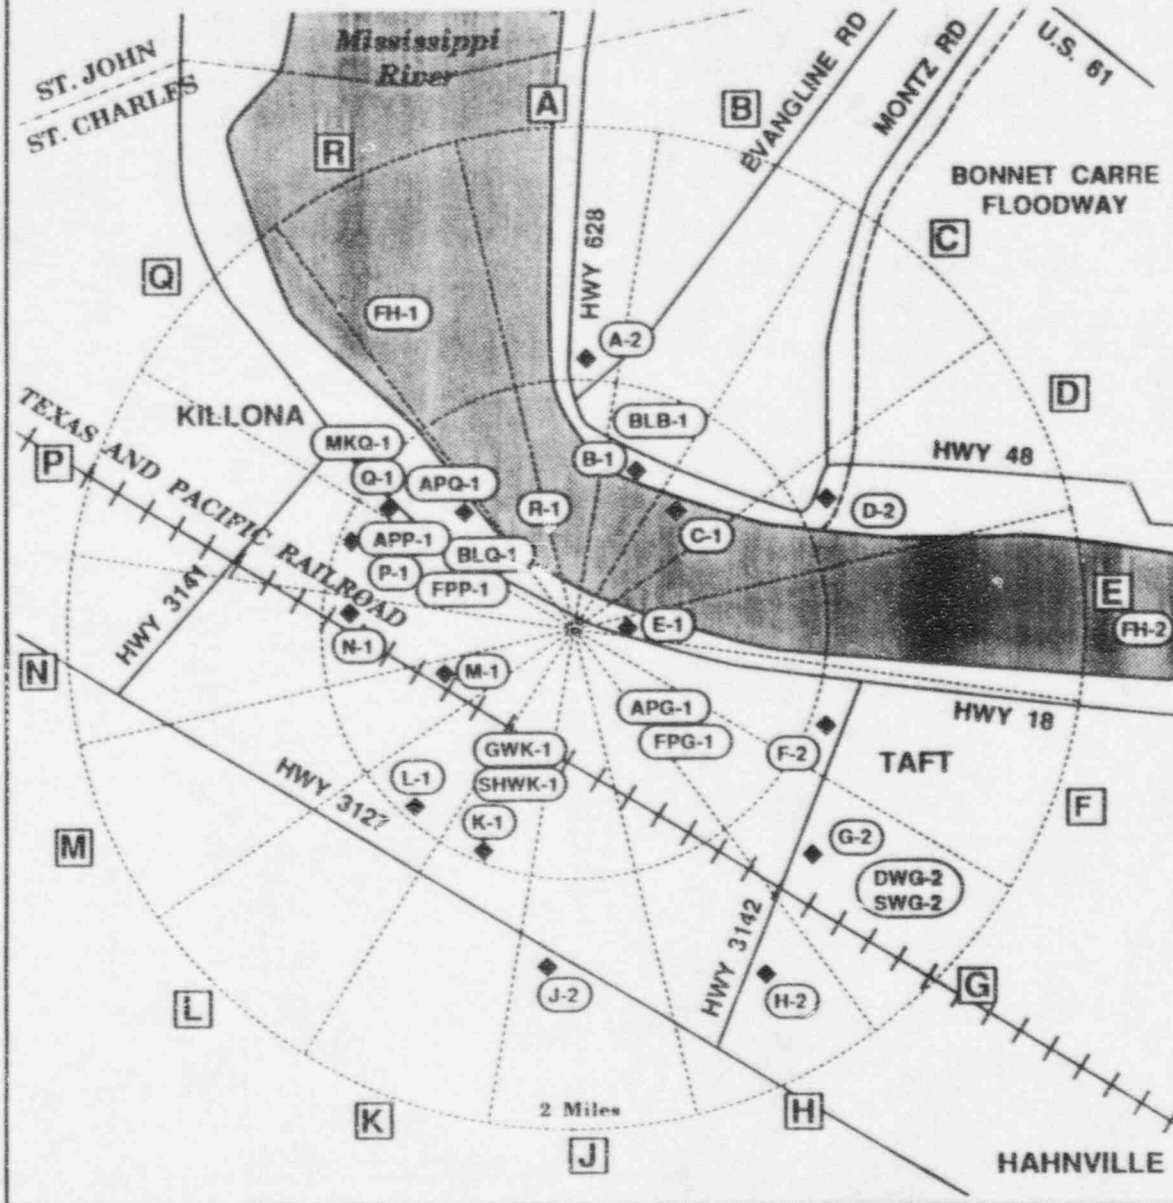 Mississippi
River
ST. JOHN
ST. CHARLES
A
B
EVANGLINE RD
MONTZ RD
U.S. 61
R
BONNET CARRE
FLOODWAY
HWY 628
C
Q
FH-1
A-2
D
KILLONA
BLB-1
TEXAS AND PACIFIC RAILROAD
MKQ-1
P
B-1
HWY 48
Q-1
APQ-1
R-1
C-1
D-2
APP-1
BLQ-1
P-1
FPP-1
HWY 3141
E
E-1
FH-2
N-1
N
M-1
APG-1
HWY 18
FPG-1
GWK-1
F-2
TAFT
SHWK-1
L-1
HWY 3127
K-1
F
G-2
M
DWG-2
SWG-2
HWY 3142
J-2
H-2
G
L
2 Miles
H
K
J
HAHNVILLE